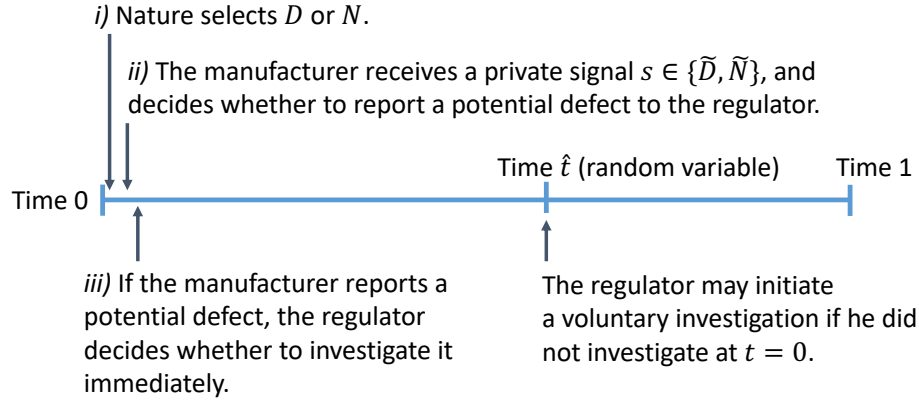 i) Nature selects D or N.
ii) The manufacturer receives a private signal s ∈ {D̃, Ñ}, and
decides whether to report a potential defect to the regulator.
Time t̂ (random variable)
Time 1
Time 0
iii) If the manufacturer reports a
potential defect, the regulator
decides whether to investigate it
immediately.
The regulator may initiate
a voluntary investigation if he did
not investigate at t = 0.